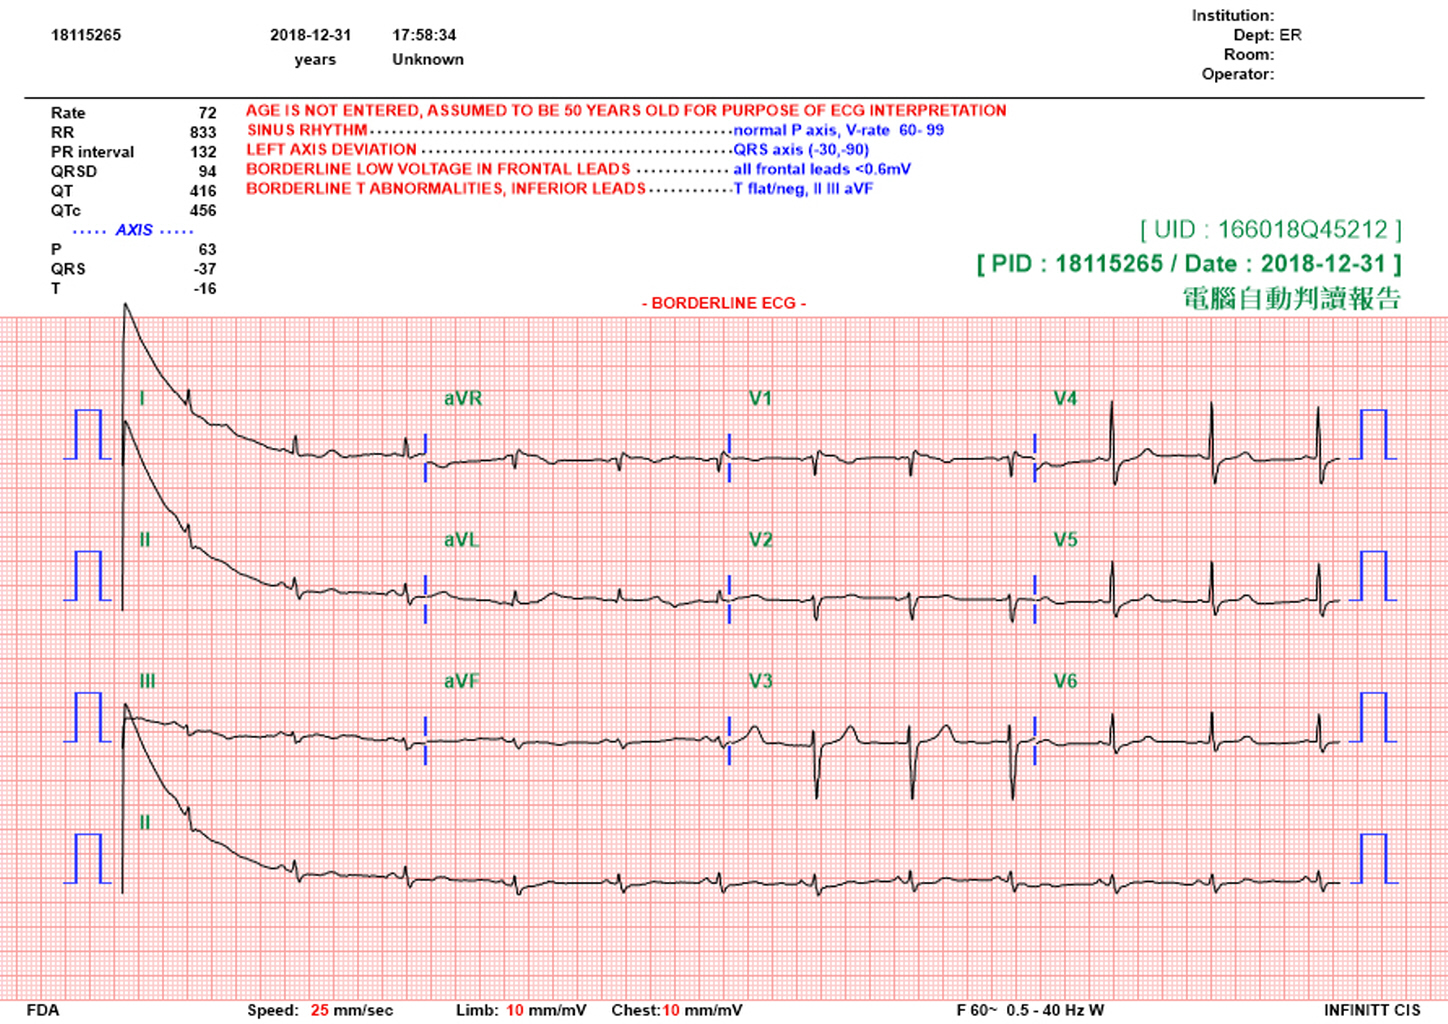 Institution:
18115265 2018-12-31 17:58:34 Dept: ER
years Unknown Room:
Operator:
Rate 72 AGE IS NOT ENTERED, ASSUMED TO BE 50 YEARS OLD FOR PURPOSE OF ECG INTERPRETATION
RR 833 SINUS RHYTHM normal P axis, V-rate 60- 99
PR interval 132 LEFT AXIS DEVIATION QRS axis (-30,-90)
QRSD 94 BORDERLINE LOW VOLTAGE IN FRONTAL LEADS all frontal leads <0.6mV
QT 416 BORDERLINE T ABNORMALITIES, INFERIOR LEADS T flat/neg, II III aVF
QTc 456
AXIS
[ UID : 166018Q45212 ]
P 63
[ PID : 18115265 / Date : 2018-12-31 ]
QRS -37
T -16
電腦自動判讀報告
- BORDERLINE ECG -
I aVR V1 V4
II aVL V2 V5
III aVF V3 V6
II
FDA Speed: 25 mm/sec Limb: 10 mm/mV Chest:10 mm/mV F 60~ 0.5 - 40 Hz W INFINITT CIS